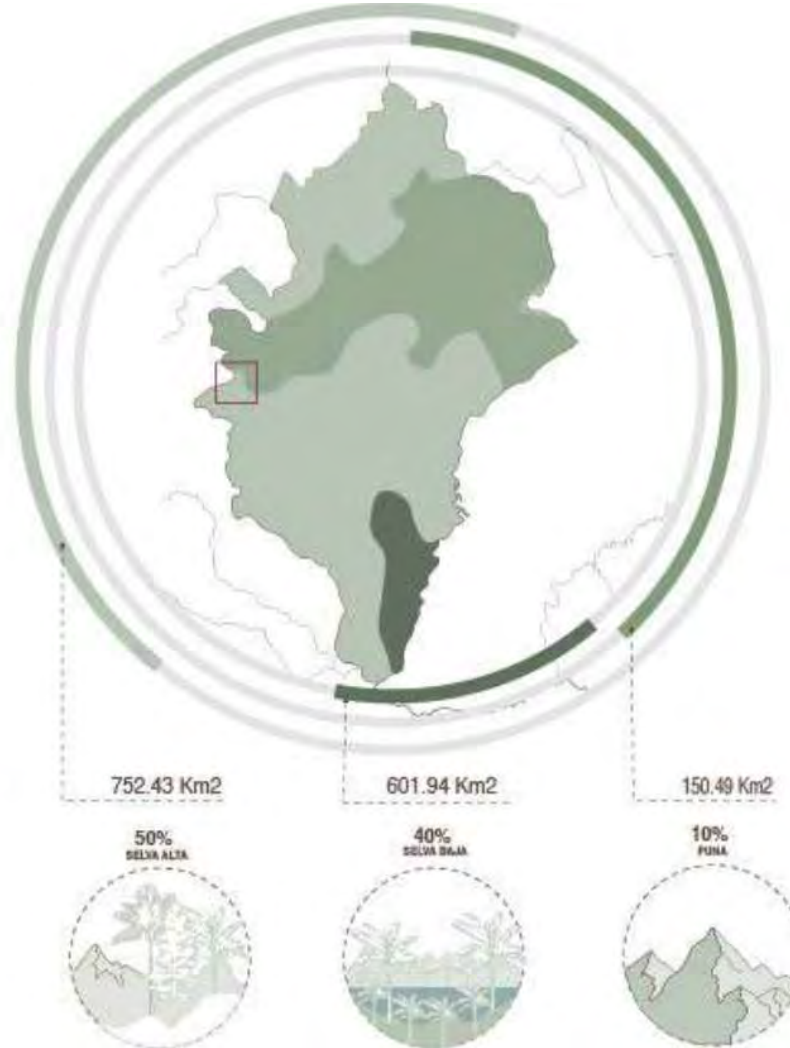 752.43 Km2
601.94 Km2
150.49 Km2
50%
SELVA ALTA
40%
SELVA BAJA
10%
PUNA